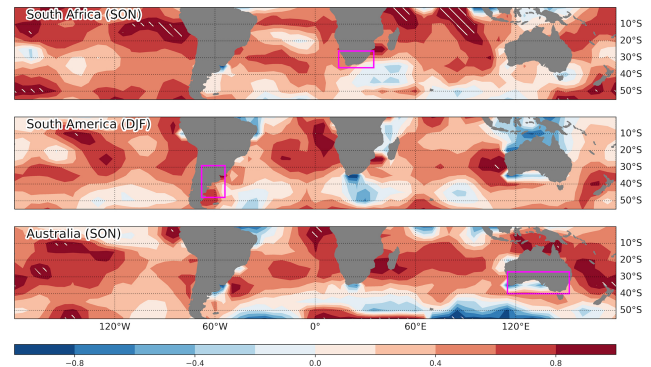 South Africa (SON)
10°S
20°S
30°S
40°S
50°S
South America (DJF)
10°S
20°S
30°S
40°S
50°S
Australia (SON)
10°S
20°S
30°S
40°S
50°S
120°W 60°W 0° 60°E 120°E
−0.8 −0.4 0.0 0.4 0.8